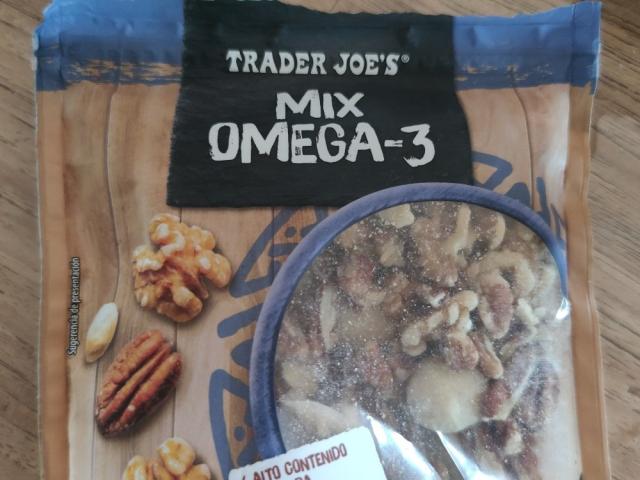 TRADER JOE'S®
MIX
OMEGA-3
Sugerencia de presentación
ALTO CONTENIDO